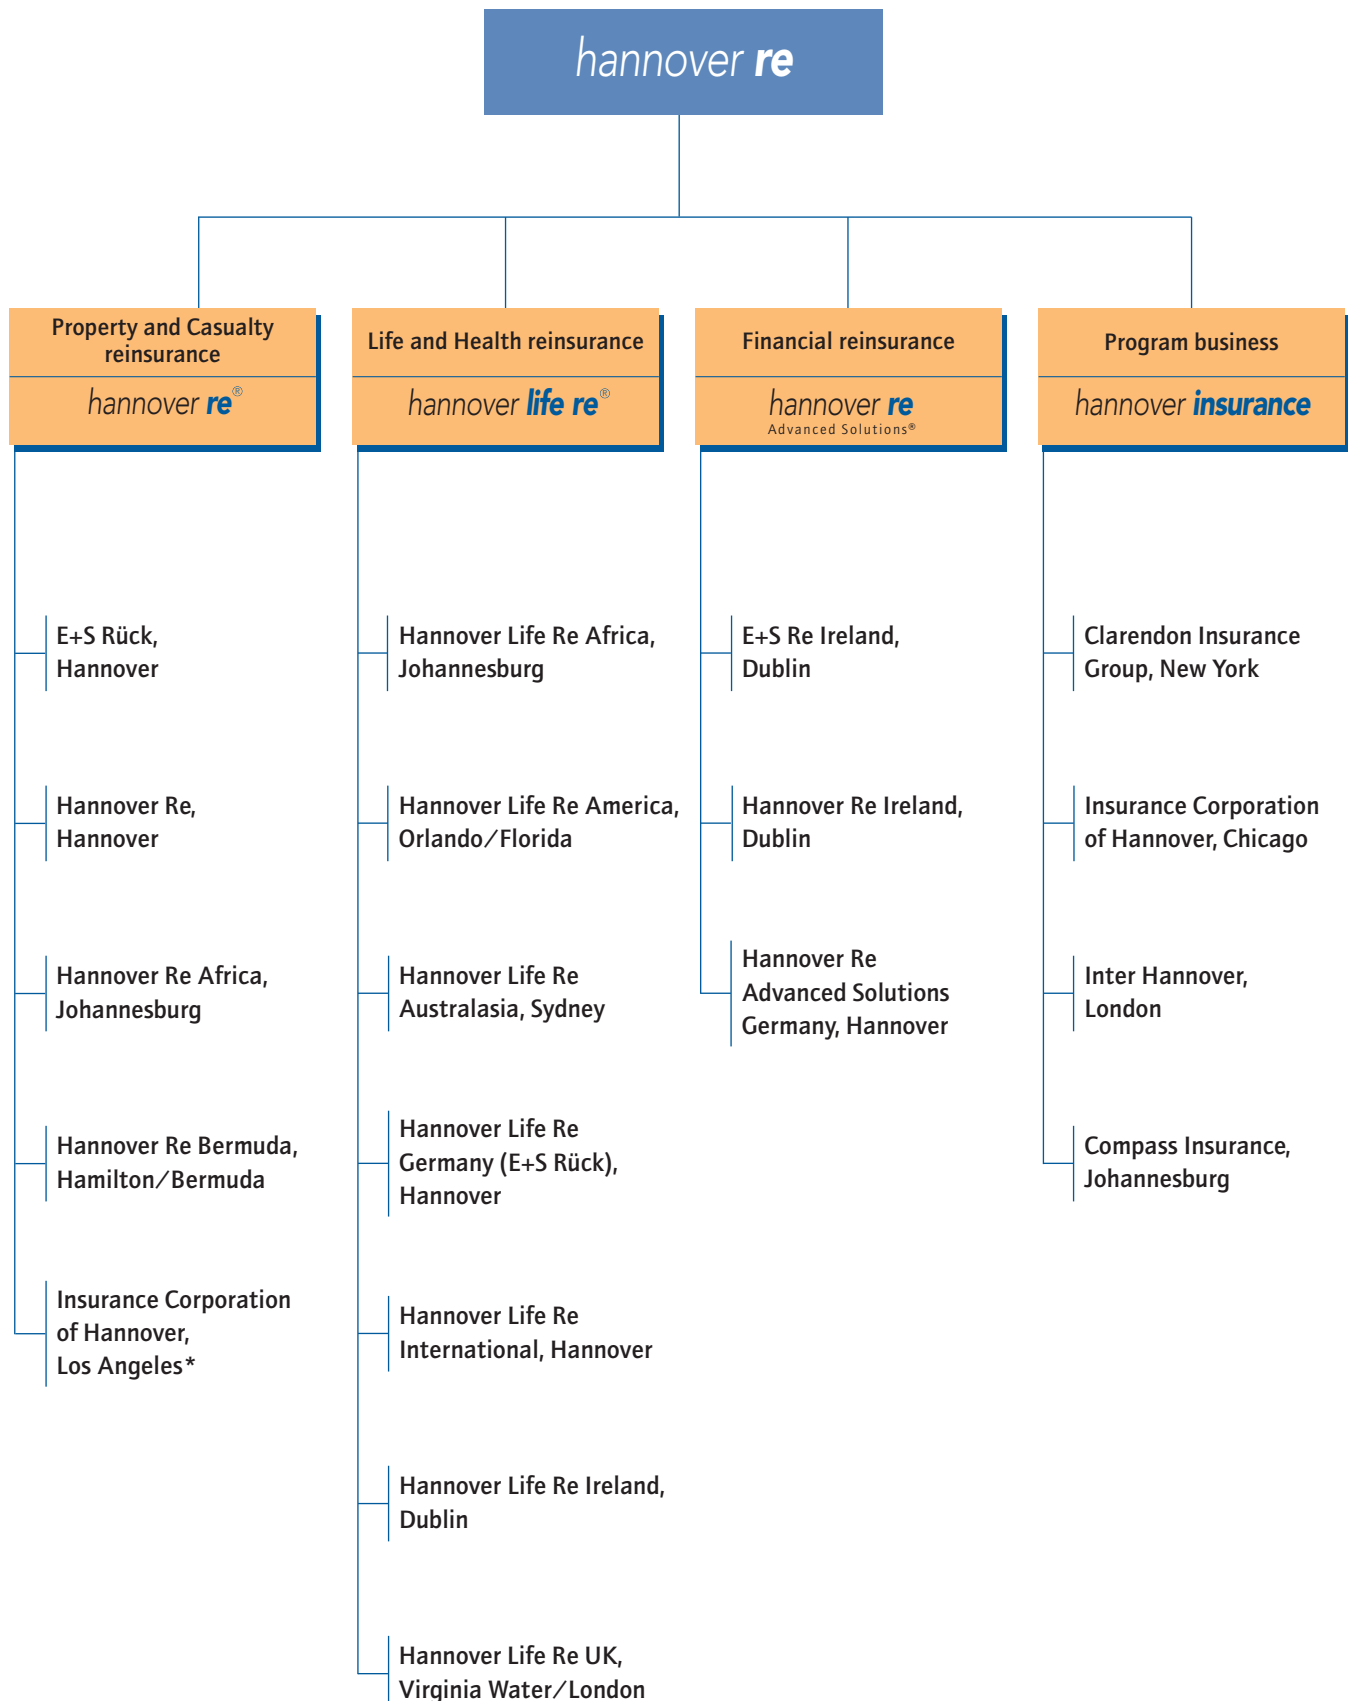 hannover re
Property and Casualty
reinsurance
hannover re®
Life and Health reinsurance
hannover life re®
Financial reinsurance
hannover re
Advanced Solutions®
Program business
hannover insurance
E+S Rück,
Hannover
Hannover Re,
Hannover
Hannover Re Africa,
Johannesburg
Hannover Re Bermuda,
Hamilton/Bermuda
Insurance Corporation
of Hannover,
Los Angeles*
Hannover Life Re Africa,
Johannesburg
Hannover Life Re America,
Orlando/Florida
Hannover Life Re
Australasia, Sydney
Hannover Life Re
Germany (E+S Rück),
Hannover
Hannover Life Re
International, Hannover
Hannover Life Re Ireland,
Dublin
Hannover Life Re UK,
Virginia Water/London
E+S Re Ireland,
Dublin
Hannover Re Ireland,
Dublin
Hannover Re
Advanced Solutions
Germany, Hannover
Clarendon Insurance
Group, New York
Insurance Corporation
of Hannover, Chicago
Inter Hannover,
London
Compass Insurance,
Johannesburg